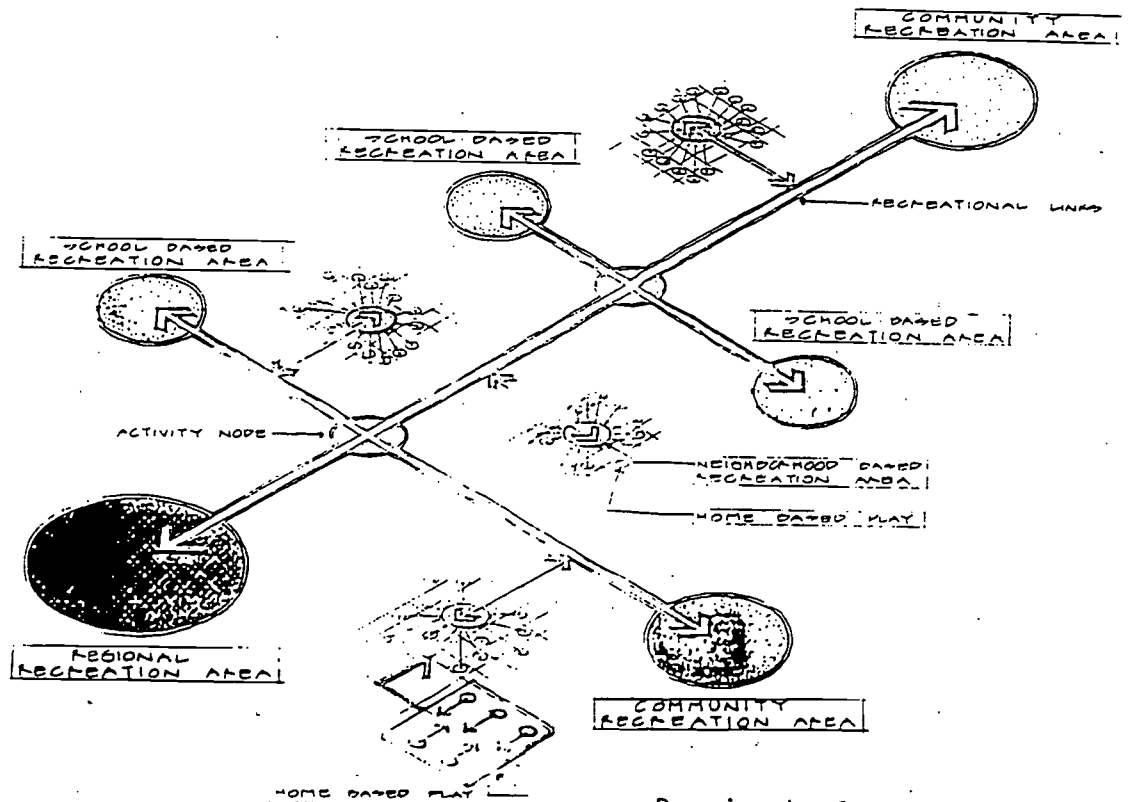 COMMUNITY
RECREATION AREA
SCHOOL BASED
RECREATION AREA
RECREATIONAL LINKS
SCHOOL BASED
RECREATION AREA
SCHOOL BASED
RECREATION AREA
ACTIVITY NODE
NEIGHBORHOOD BASED
RECREATION AREA
HOME BASED PLAY
REGIONAL
RECREATION AREA
COMMUNITY
RECREATION AREA
HOME BASED PLAY